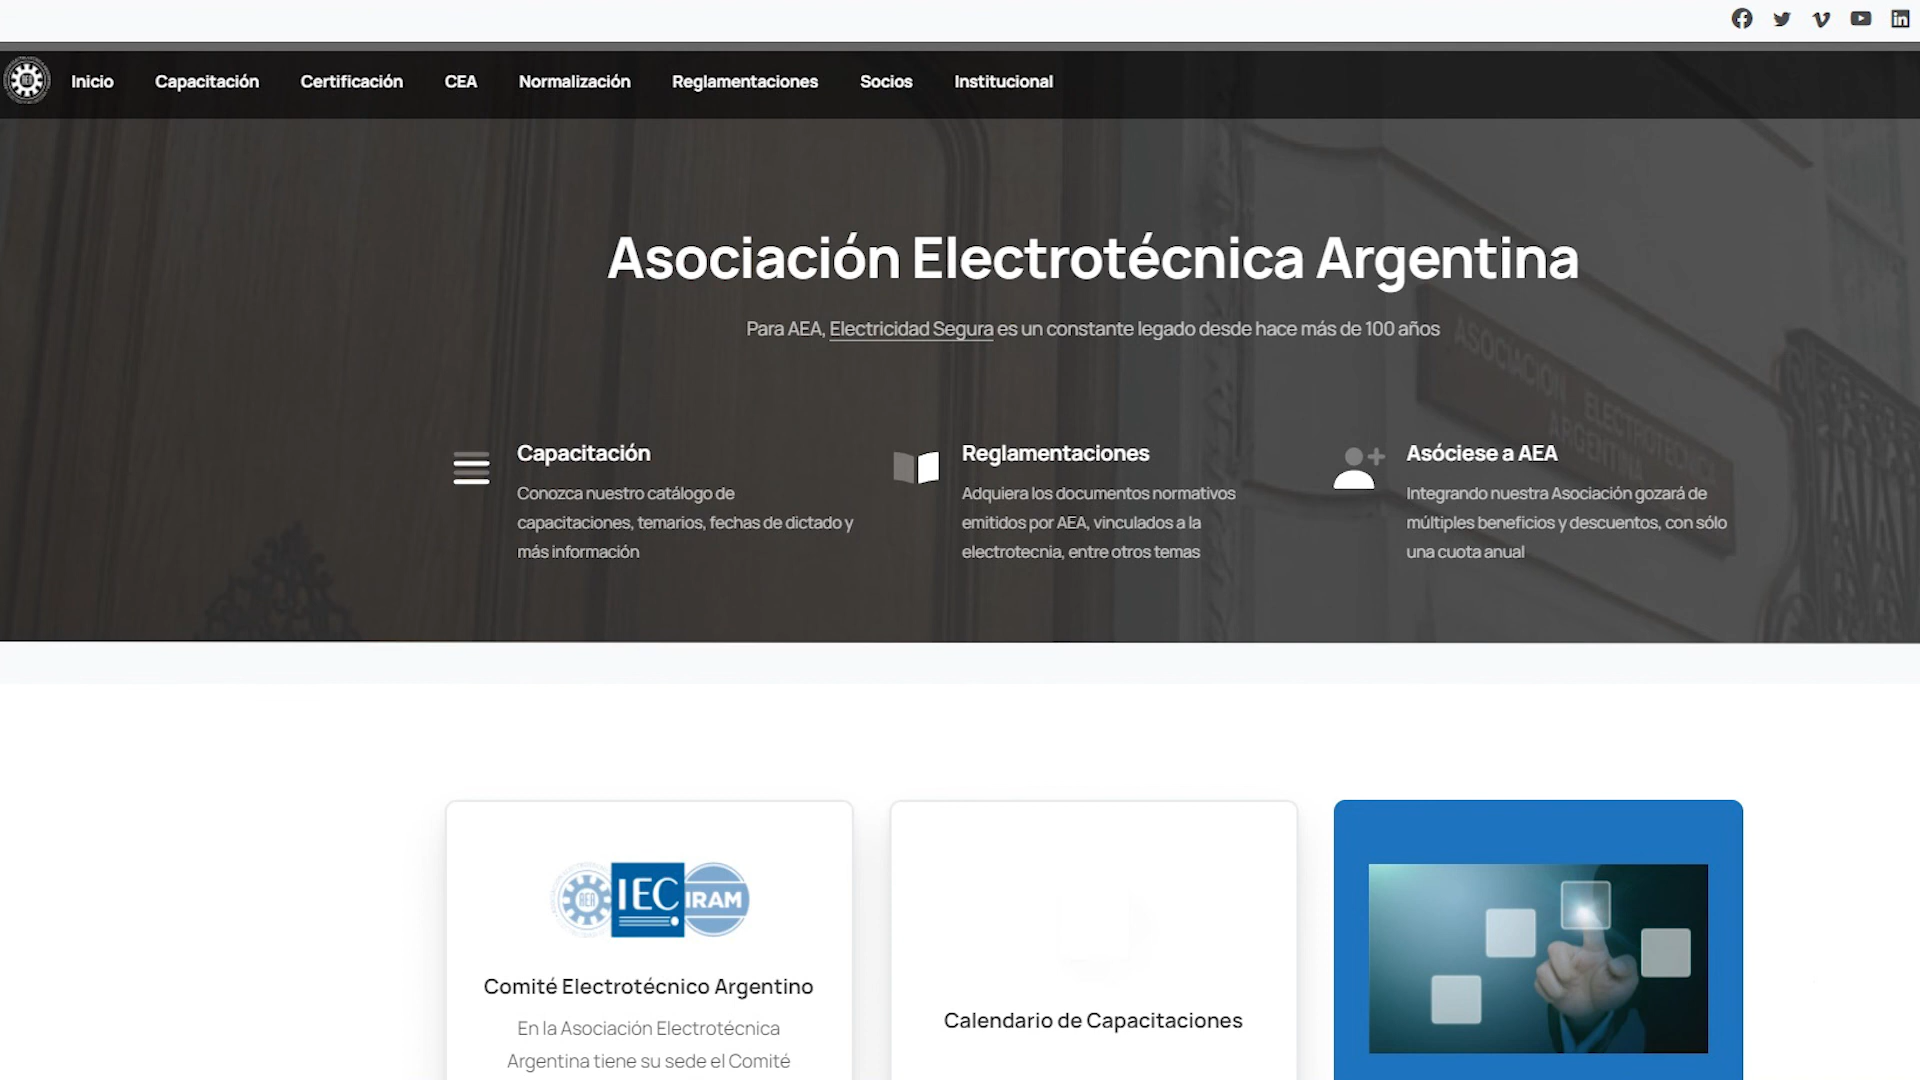 Inicio Capacitación Certificación CEA Normalización Reglamentaciones Socios Institucional
Asociación Electrotécnica Argentina
Para AEA, Electricidad Segura es un constante legado desde hace más de 100 años
ASOCIACION ELECTROTECNICA
ARGENTINA
Capacitación
Conozca nuestro catálogo de
capacitaciones, temarios, fechas de dictado y
más información
Reglamentaciones
Adquiera los documentos normativos
emitidos por AEA, vinculados a la
electrotecnia, entre otros temas
Asóciese a AEA
Integrando nuestra Asociación gozará de
múltiples beneficios y descuentos, con sólo
una cuota anual
AEA IEC IRAM
Comité Electrotécnico Argentino
En la Asociación Electrotécnica
Argentina tiene su sede el Comité
Calendario de Capacitaciones